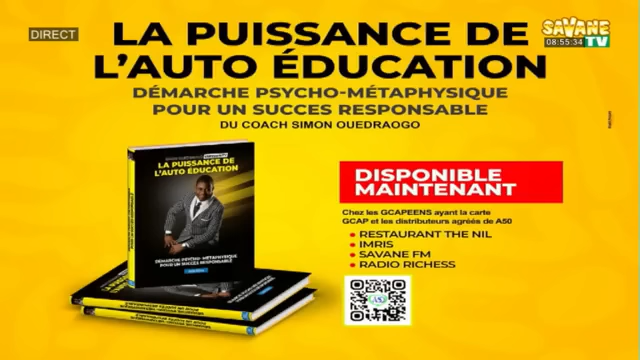 DIRECT
SAVANE
TV
08:55:34
LA PUISSANCE DE
L'AUTO ÉDUCATION
DÉMARCHE PSYCHO-MÉTAPHYSIQUE
POUR UN SUCCES RESPONSABLE
DU COACH SIMON OUEDRAOGO
LA PUISSANCE DE
L'AUTO ÉDUCATION
DÉMARCHE PSYCHO-MÉTAPHYSIQUE
POUR UN SUCCÈS RESPONSABLE
DISPONIBLE
MAINTENANT
Chez les GCAPEENS ayant la carte
GCAP et les distributeurs agréés de A50
RESTAURANT THE NIL
IMRIS
SAVANE FM
RADIO RICHESS